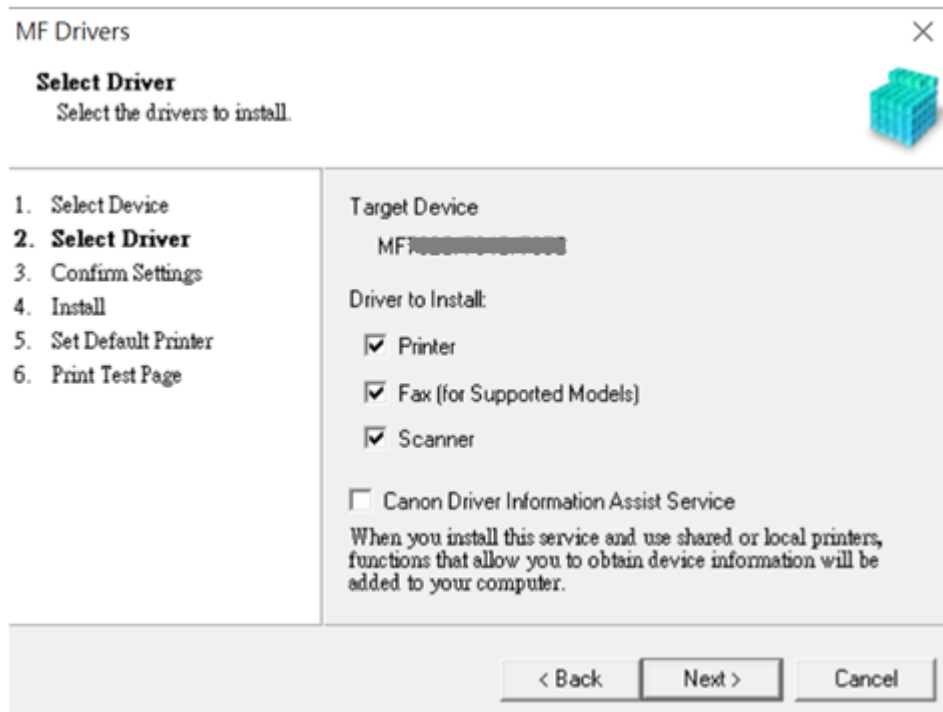 MF Drivers
Select Driver
Select the drivers to install.
1. Select Device
2. Select Driver
3. Confirm Settings
4. Install
5. Set Default Printer
6. Print Test Page
Target Device
Driver to Install:
Printer
Fax (for Supported Models)
Scanner
Canon Driver Information Assist Service
When you install this service and use shared or local printers,
functions that allow you to obtain device information will be
added to your computer.
< Back
Next >
Cancel